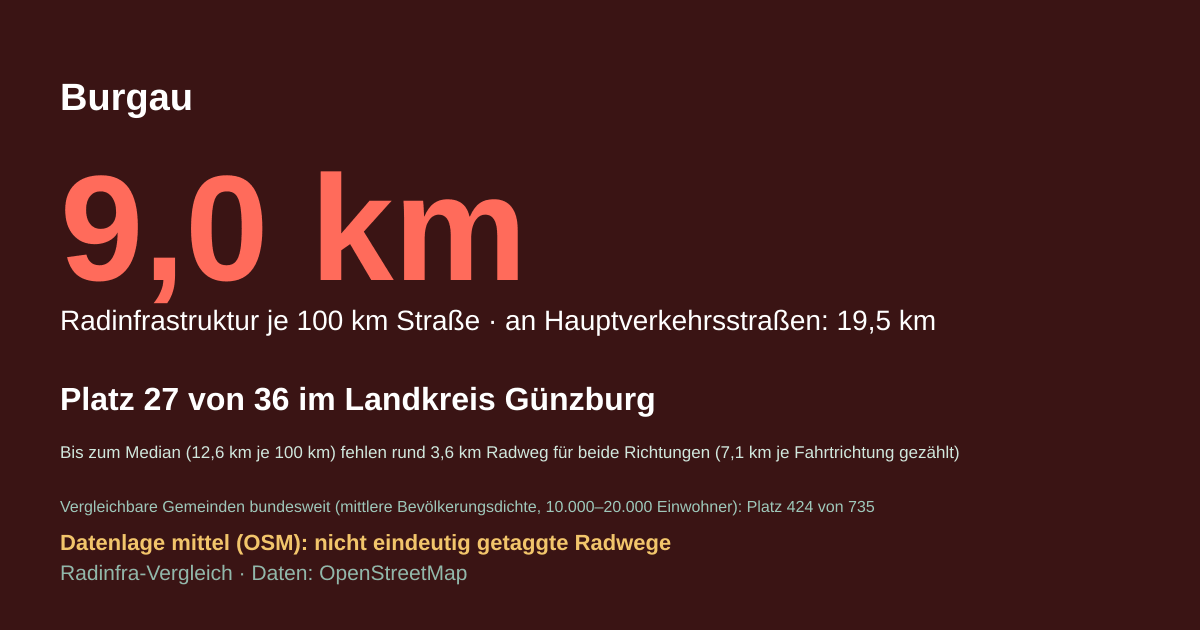 Burgau
9,0 km
Radinfrastruktur je 100 km Straße · an Hauptverkehrsstraßen: 19,5 km
Platz 27 von 36 im Landkreis Günzburg
Bis zum Median (12,6 km je 100 km) fehlen rund 3,6 km Radweg für beide Richtungen (7,1 km je Fahrtrichtung gezählt)
Vergleichbare Gemeinden bundesweit (mittlere Bevölkerungsdichte, 10.000–20.000 Einwohner): Platz 424 von 735
Datenlage mittel (OSM): nicht eindeutig getaggte Radwege
Radinfra-Vergleich · Daten: OpenStreetMap